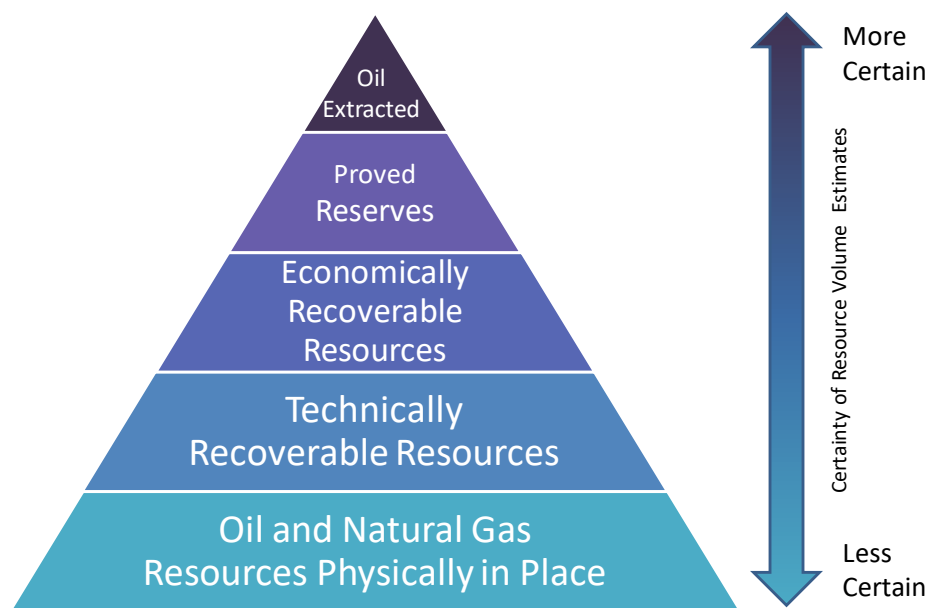 Oil
Extracted
Proved
Reserves
Economically
Recoverable
Resources
Technically
Recoverable Resources
Oil and Natural Gas
Resources Physically in Place
More
Certain
Certainty of Resource Volume Estimates
Less
Certain